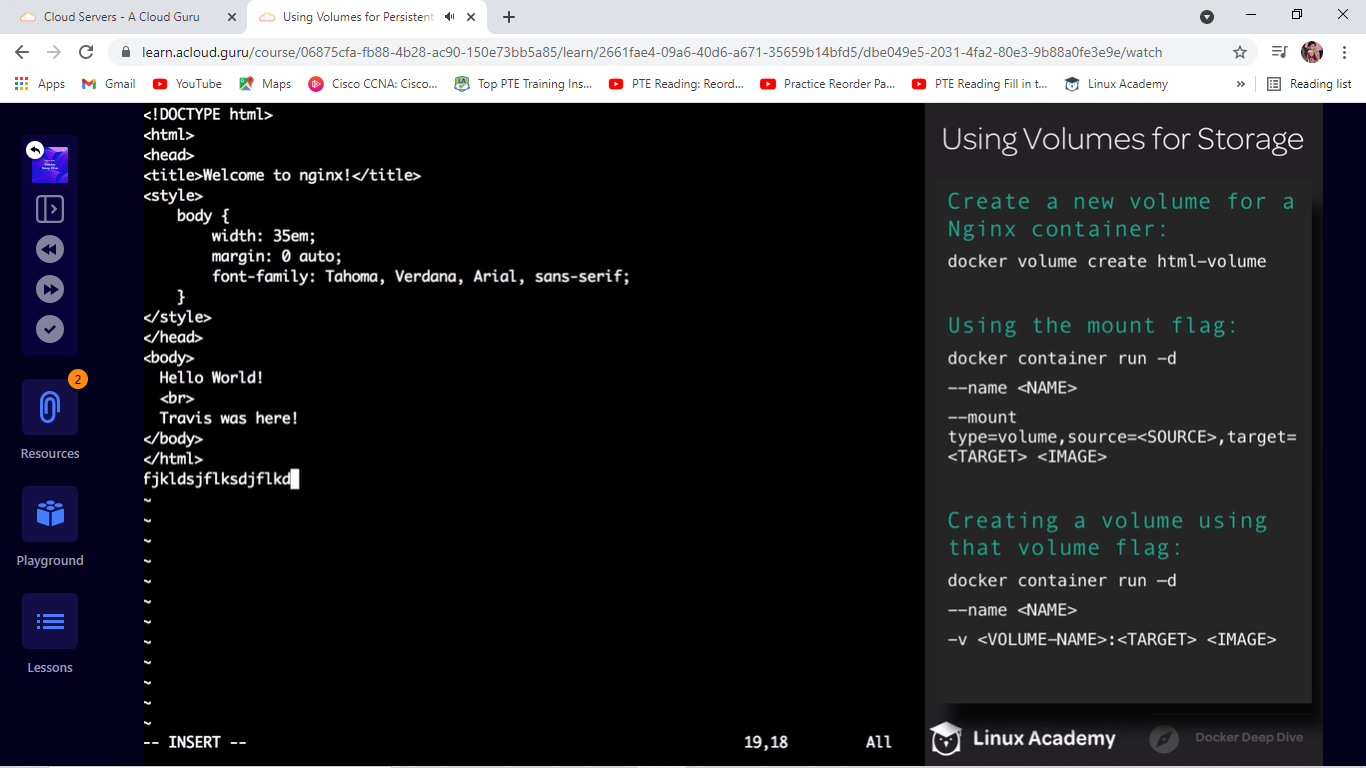 Cloud Servers - A Cloud Guru
Using Volumes for Persistent
learn.acloud.guru/course/06875cfa-fb88-4b28-ac90-150e73bb5a85/learn/2661fae4-09a6-40d6-a671-35659b14bfd5/dbe049e5-2031-4fa2-80e3-9b88a0fe3e9e/watch
Apps
Gmail
YouTube
Maps
Cisco CCNA: Cisco...
Top PTE Training Ins...
PTE Reading: Reord...
Practice Reorder Pa...
PTE Reading Fill in t...
Linux Academy
»
Reading list
Docker
Deep Dive
2
Resources
Playground
Lessons
<!DOCTYPE html>
<html>
<head>
<title>Welcome to nginx!</title>
<style>
    body {
        width: 35em;
        margin: 0 auto;
        font-family: Tahoma, Verdana, Arial, sans-serif;
    }
</style>
</head>
<body>
  Hello World!
  <br>
  Travis was here!
</body>
</html>
fjkldsjflksdjflkd
~
~
~
~
~
~
~
~
~
~
~
~
-- INSERT --
19,18
All
Using Volumes for Storage
Create a new volume for a
Nginx container:
docker volume create html-volume
Using the mount flag:
docker container run -d
--name <NAME>
--mount
type=volume,source=<SOURCE>,target=
<TARGET> <IMAGE>
Creating a volume using
that volume flag:
docker container run -d
--name <NAME>
-v <VOLUME-NAME>:<TARGET> <IMAGE>
Linux Academy
Docker Deep Dive